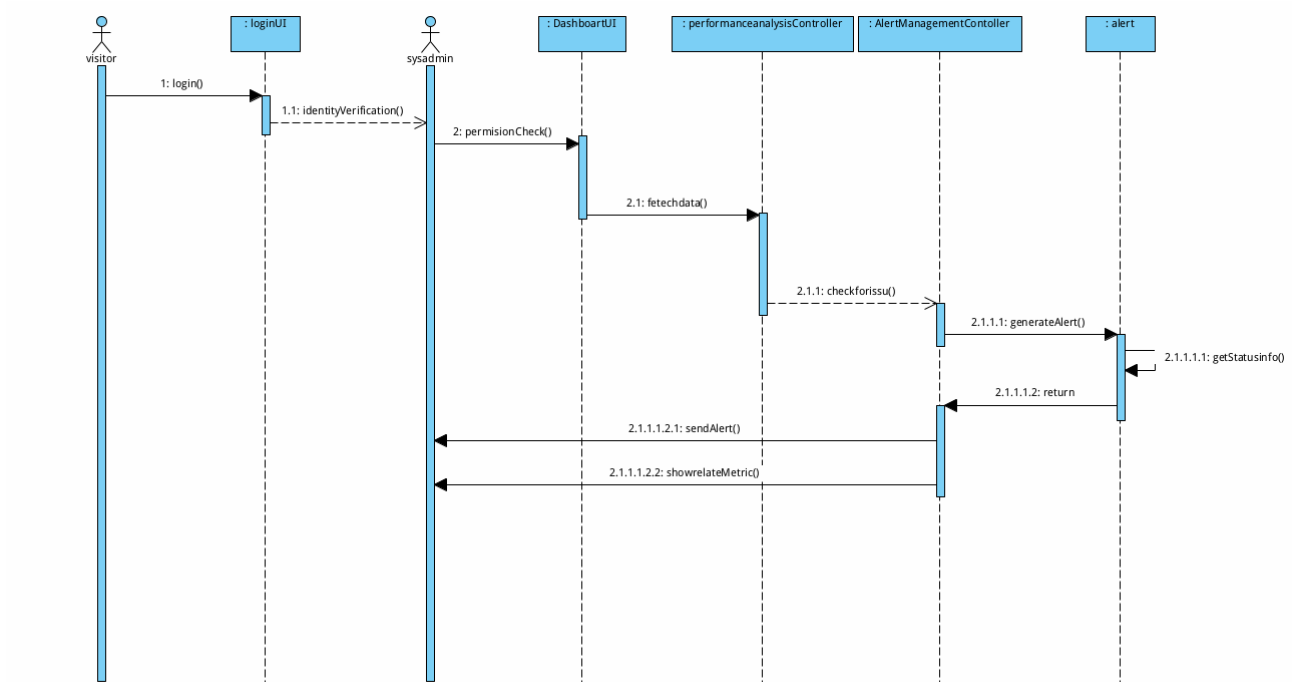 : loginUI
: DashboartUI
: performanceanalysisController
: AlertManagementContoller
: alert
visitor
sysadmin
1: login()
1.1: identityVerification()
2: permisionCheck()
2.1: fetechdata()
2.1.1: checkforissu()
2.1.1.1: generateAlert()
2.1.1.1.1: getStatusinfo()
2.1.1.1.2: return
2.1.1.1.2.1: sendAlert()
2.1.1.1.2.2: showrelateMetric()